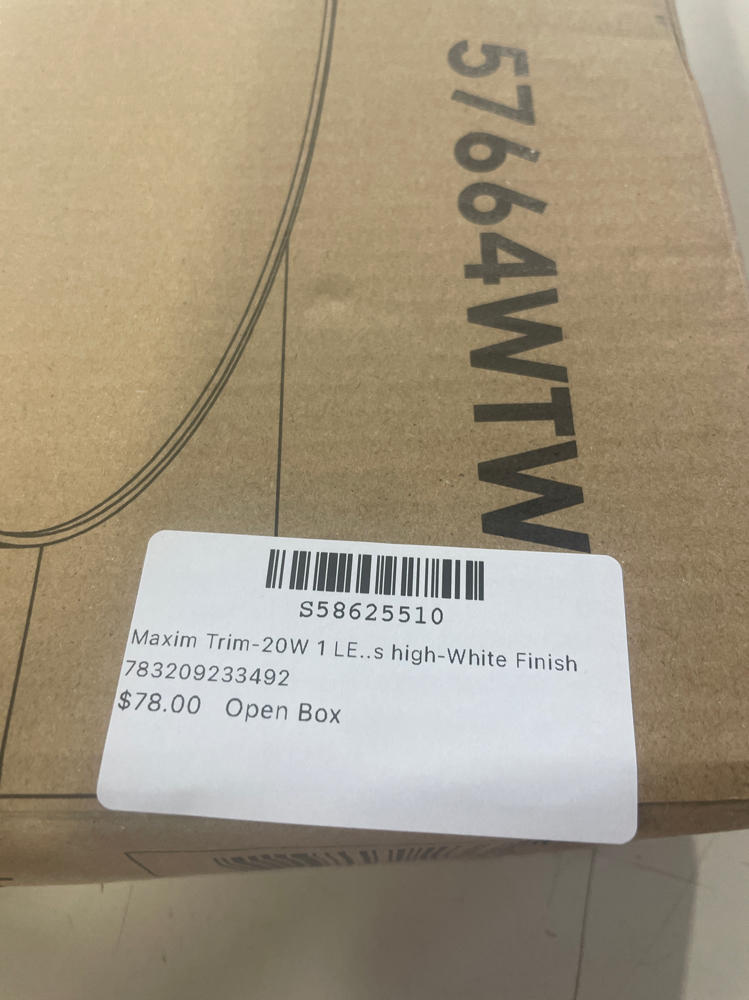 57664WTW
S58625510
Maxim Trim-20W 1 LE..s high-White Finish
783209233492
$78.00 Open Box